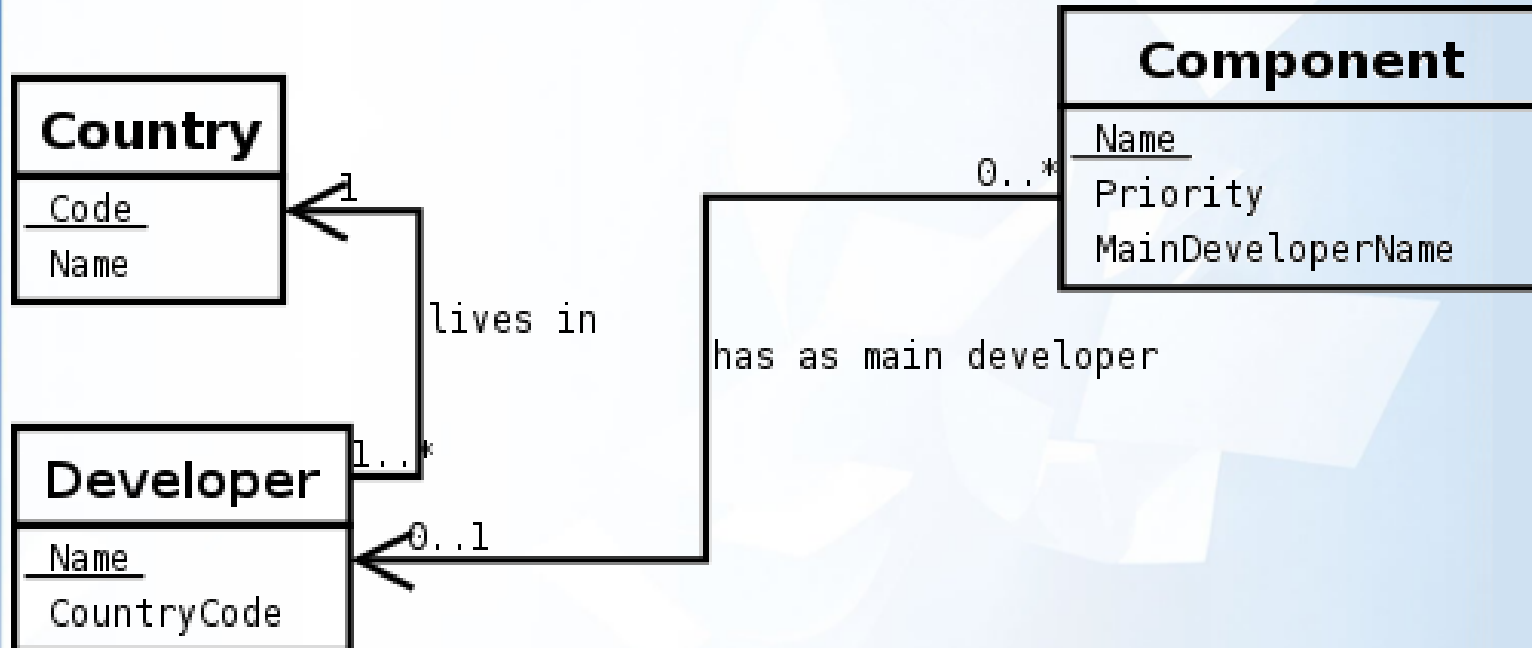 Country
Code
Name
1
lives in
1..*
Developer
Name
CountryCode
0..1
has as main developer
0..*
Component
Name
Priority
MainDeveloperName